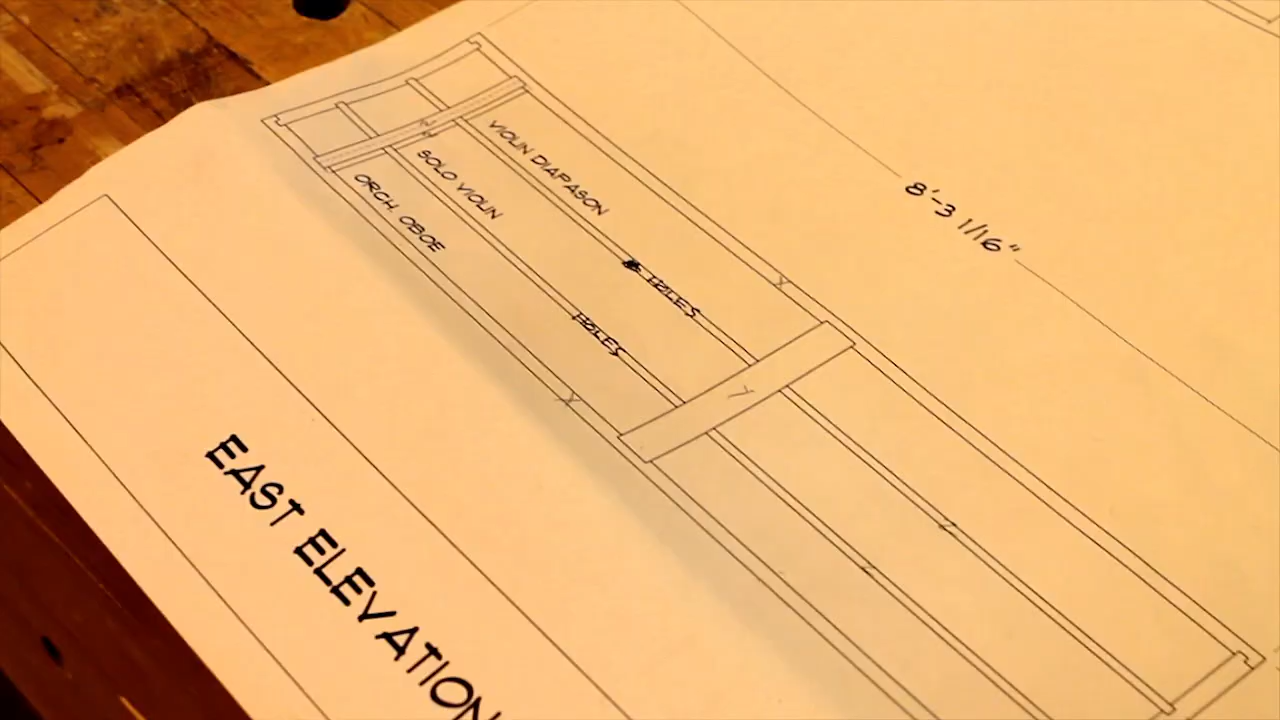 VIOLIN DIAPASON
SOLO VIOLIN
ORCH. OBOE
8'-3 1/16"
HOLES
HOLES
EAST ELEVATION